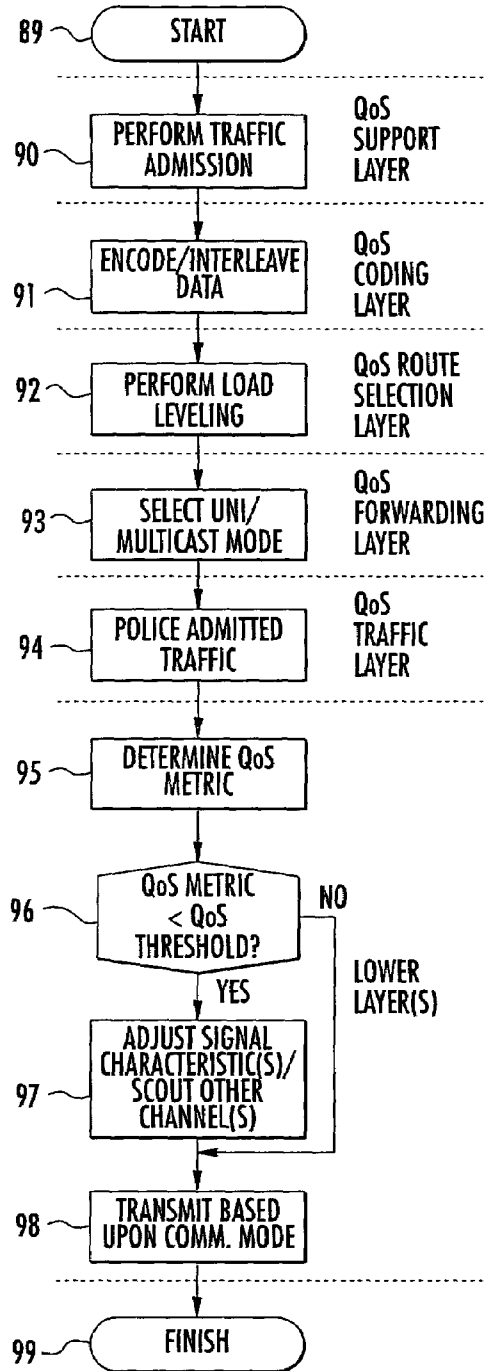 89
START
90
PERFORM TRAFFIC
ADMISSION
QoS
SUPPORT
LAYER
91
ENCODE/INTERLEAVE
DATA
QoS
CODING
LAYER
92
PERFORM LOAD
LEVELING
QoS ROUTE
SELECTION
LAYER
93
SELECT UNI/
MULTICAST MODE
QoS
FORWARDING
LAYER
94
POLICE ADMITTED
TRAFFIC
QoS
TRAFFIC
LAYER
95
DETERMINE QoS
METRIC
96
QoS METRIC
< QoS
THRESHOLD?
NO
YES
LOWER
LAYER(S)
97
ADJUST SIGNAL
CHARACTERISTIC(S)/
SCOUT OTHER
CHANNEL(S)
98
TRANSMIT BASED
UPON COMM. MODE
99
FINISH